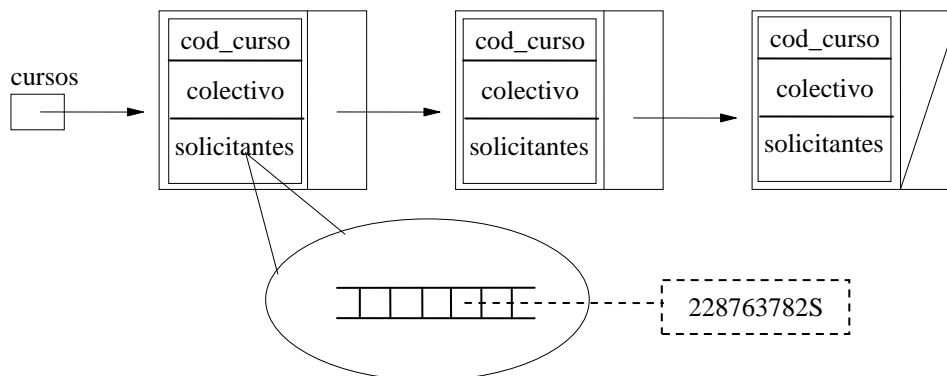 cursos
cod_curso
colectivo
solicitantes
cod_curso
colectivo
solicitantes
cod_curso
colectivo
solicitantes
228763782S